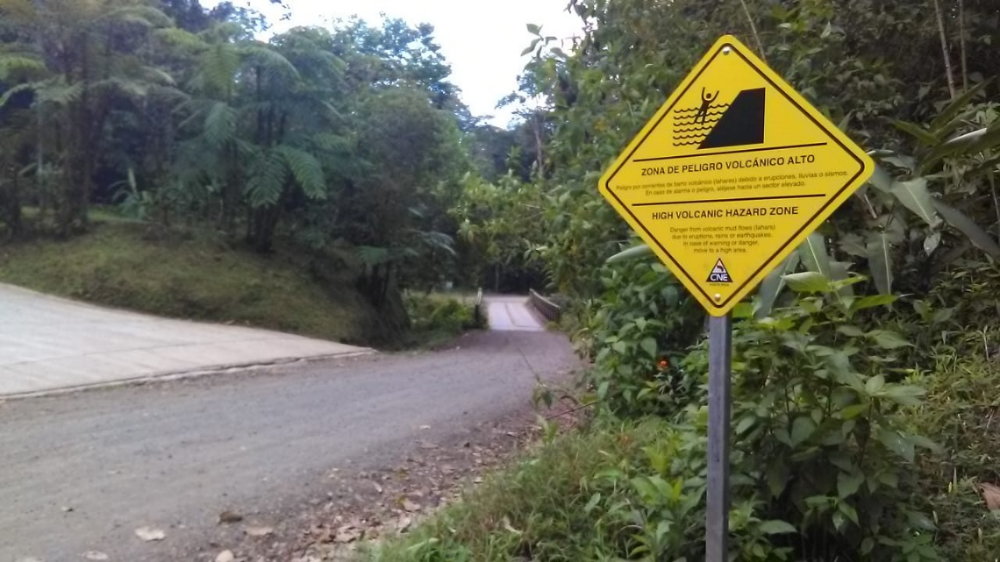 ZONA DE PELIGRO VOLCÁNICO ALTO
Peligro por corrientes de barro volcánico (lahares) debido a erupciones, lluvias o sismos.
En caso de alarma o peligro, aléjese hacia un sector elevado.
HIGH VOLCANIC HAZARD ZONE
Danger from volcanic mud flows (lahars)
due to eruptions, rains or earthquakes.
In case of warning or danger,
move to a high area.
CNE